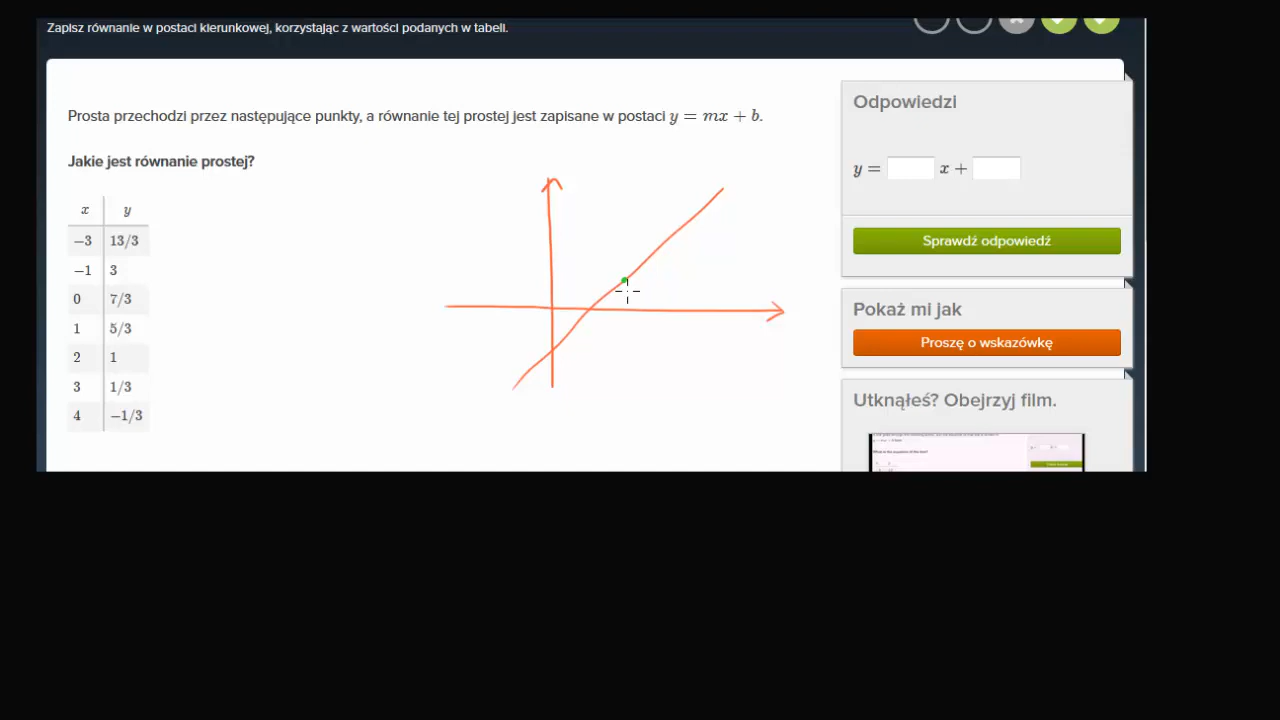 Zapisz równanie w postaci kierunkowej, korzystając z wartości podanych w tabeli.
Prosta przechodzi przez następujące punkty, a równanie tej prostej jest zapisane w postaci y = mx + b.
Jakie jest równanie prostej?
x y
−3 13/3
−1 3
0 7/3
1 5/3
2 1
3 1/3
4 −1/3
Odpowiedzi
y = x +
Sprawdź odpowiedź
Pokaż mi jak
Proszę o wskazówkę
Utknąłeś? Obejrzyj film.